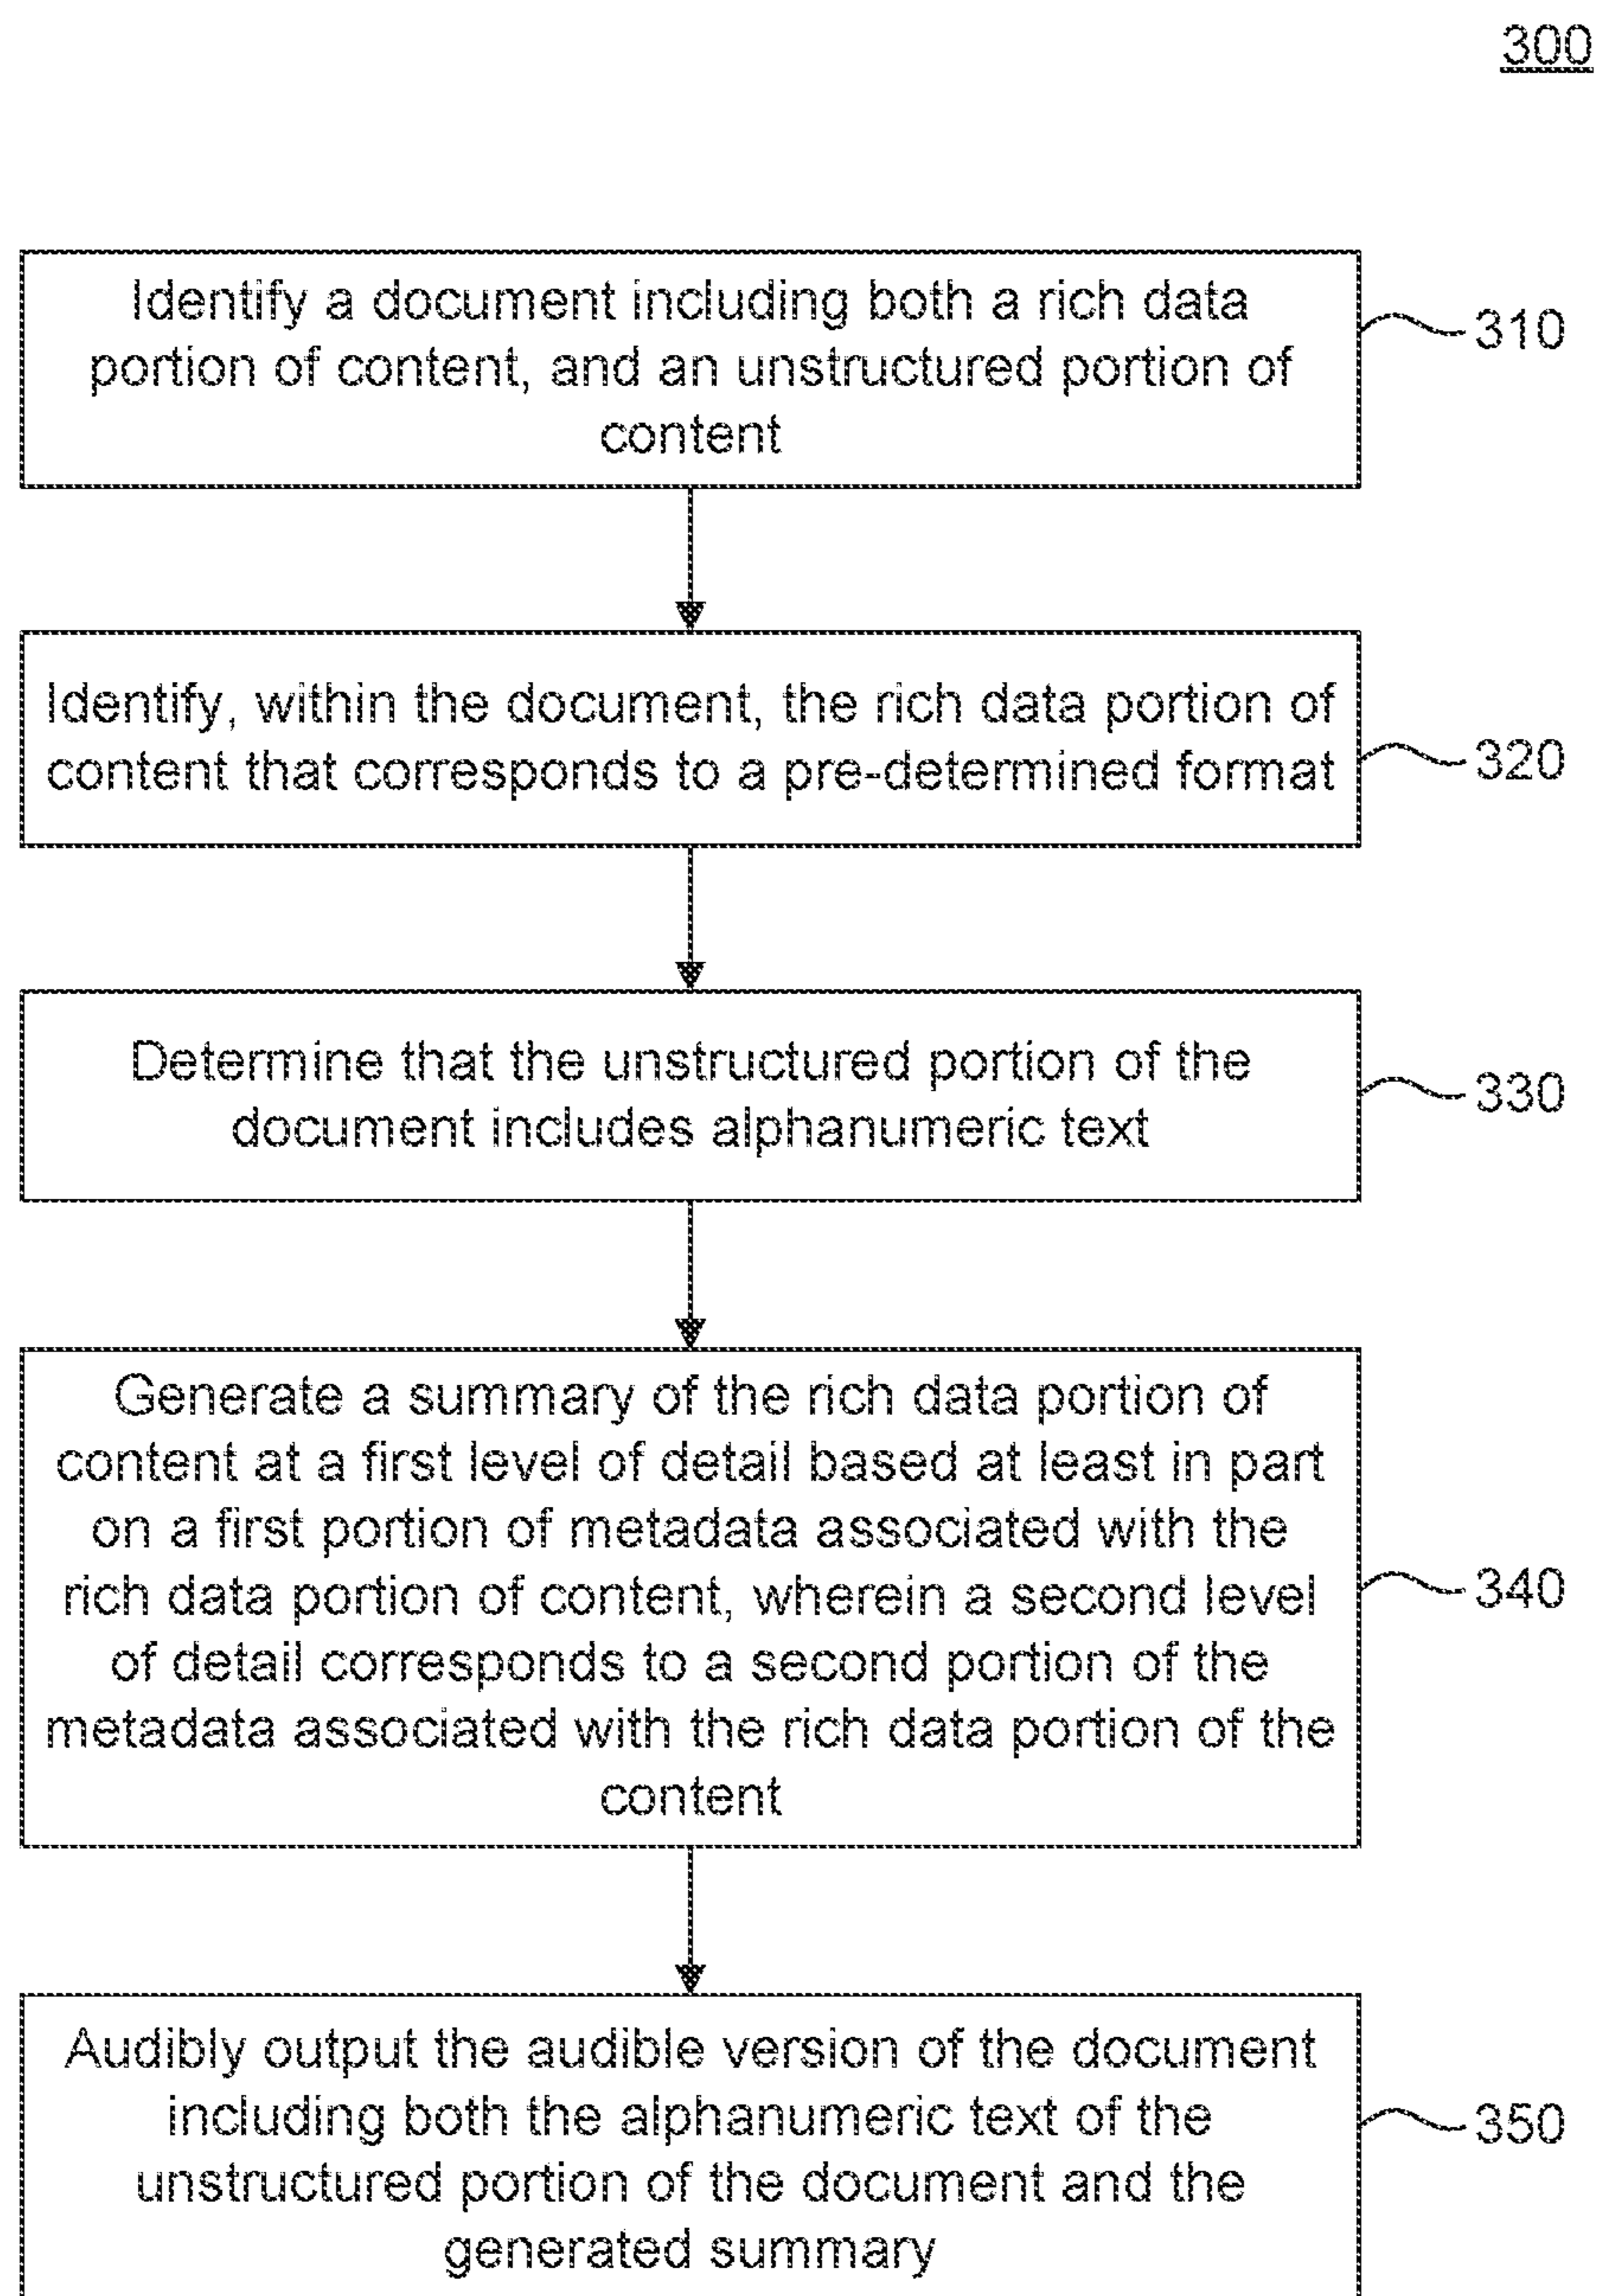 300
Identify a document including both a rich data
portion of content, and an unstructured portion of
content
310
Identify, within the document, the rich data portion of
content that corresponds to a pre-determined format
320
Determine that the unstructured portion of the
document includes alphanumeric text
330
Generate a summary of the rich data portion of
content at a first level of detail based at least in part
on a first portion of metadata associated with the
rich data portion of content, wherein a second level
of detail corresponds to a second portion of the
metadata associated with the rich data portion of the
content
340
Audibly output the audible version of the document
including both the alphanumeric text of the
unstructured portion of the document and the
generated summary
350